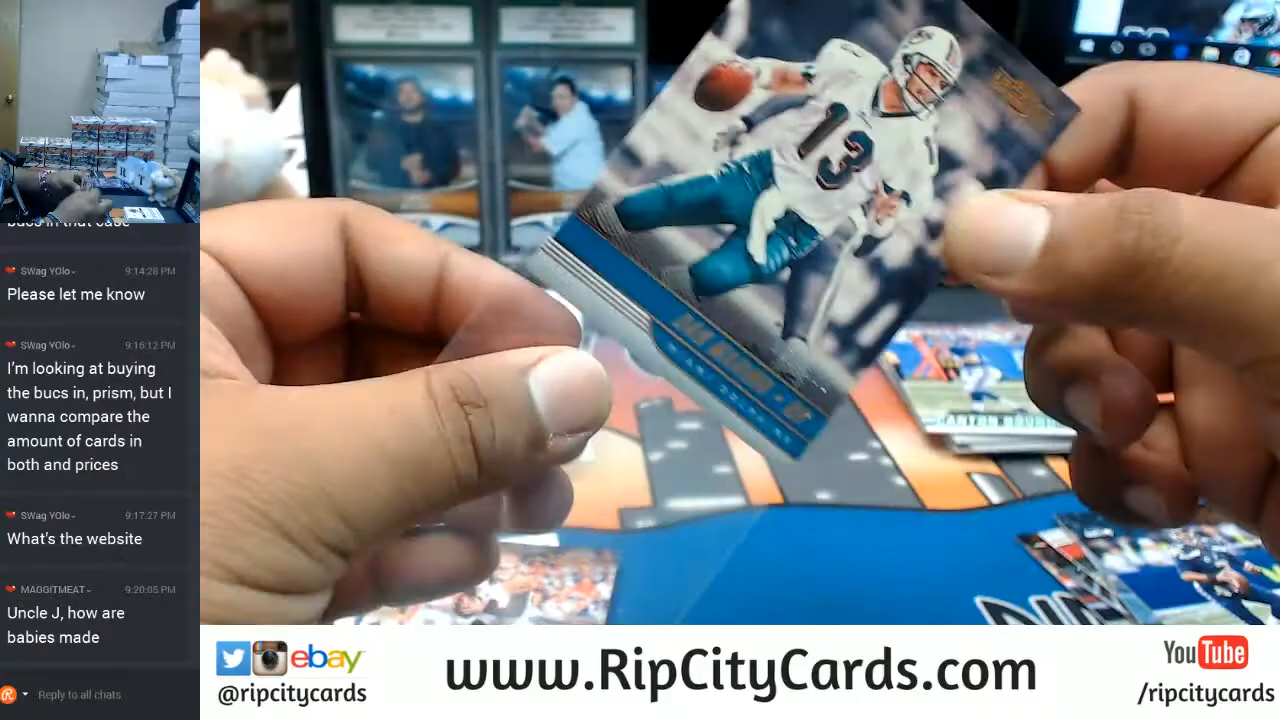 SWag YOlo
9:14:28 PM
Please let me know
SWag YOlo
9:16:12 PM
I'm looking at buying
the bucs in, prism, but I
wanna compare the
amount of cards in
both and prices
SWag YOlo
9:17:27 PM
What's the website
MAGGITMEAT
9:20:05 PM
Uncle J, how are
babies made
Reply to all chats
13
ebay
@ripcitycards
www.RipCityCards.com
YouTube
/ripcitycards